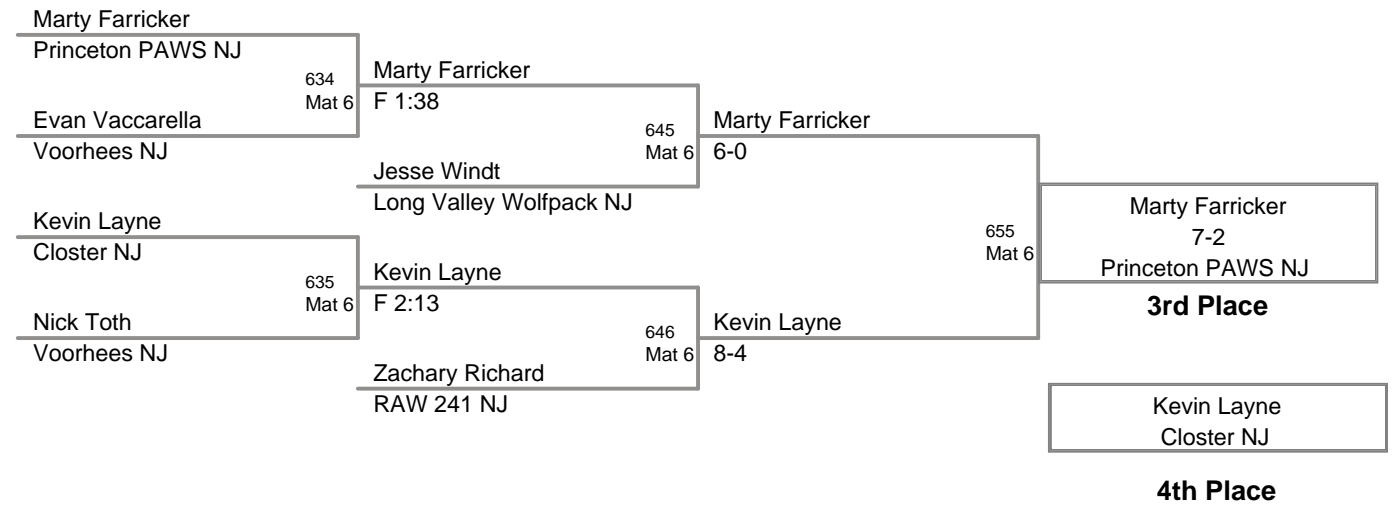 Marty Farricker
Princeton PAWS NJ
634
Mat 6
Evan Vaccarella
Voorhees NJ
Kevin Layne
Closter NJ
635
Mat 6
Nick Toth
Voorhees NJ
Marty Farricker
F 1:38
645
Mat 6
Jesse Windt
Long Valley Wolfpack NJ
Kevin Layne
F 2:13
646
Mat 6
Zachary Richard
RAW 241 NJ
Marty Farricker
6-0
655
Mat 6
Kevin Layne
8-4
Marty Farricker
7-2
Princeton PAWS NJ
3rd Place
Kevin Layne
Closter NJ
4th Place